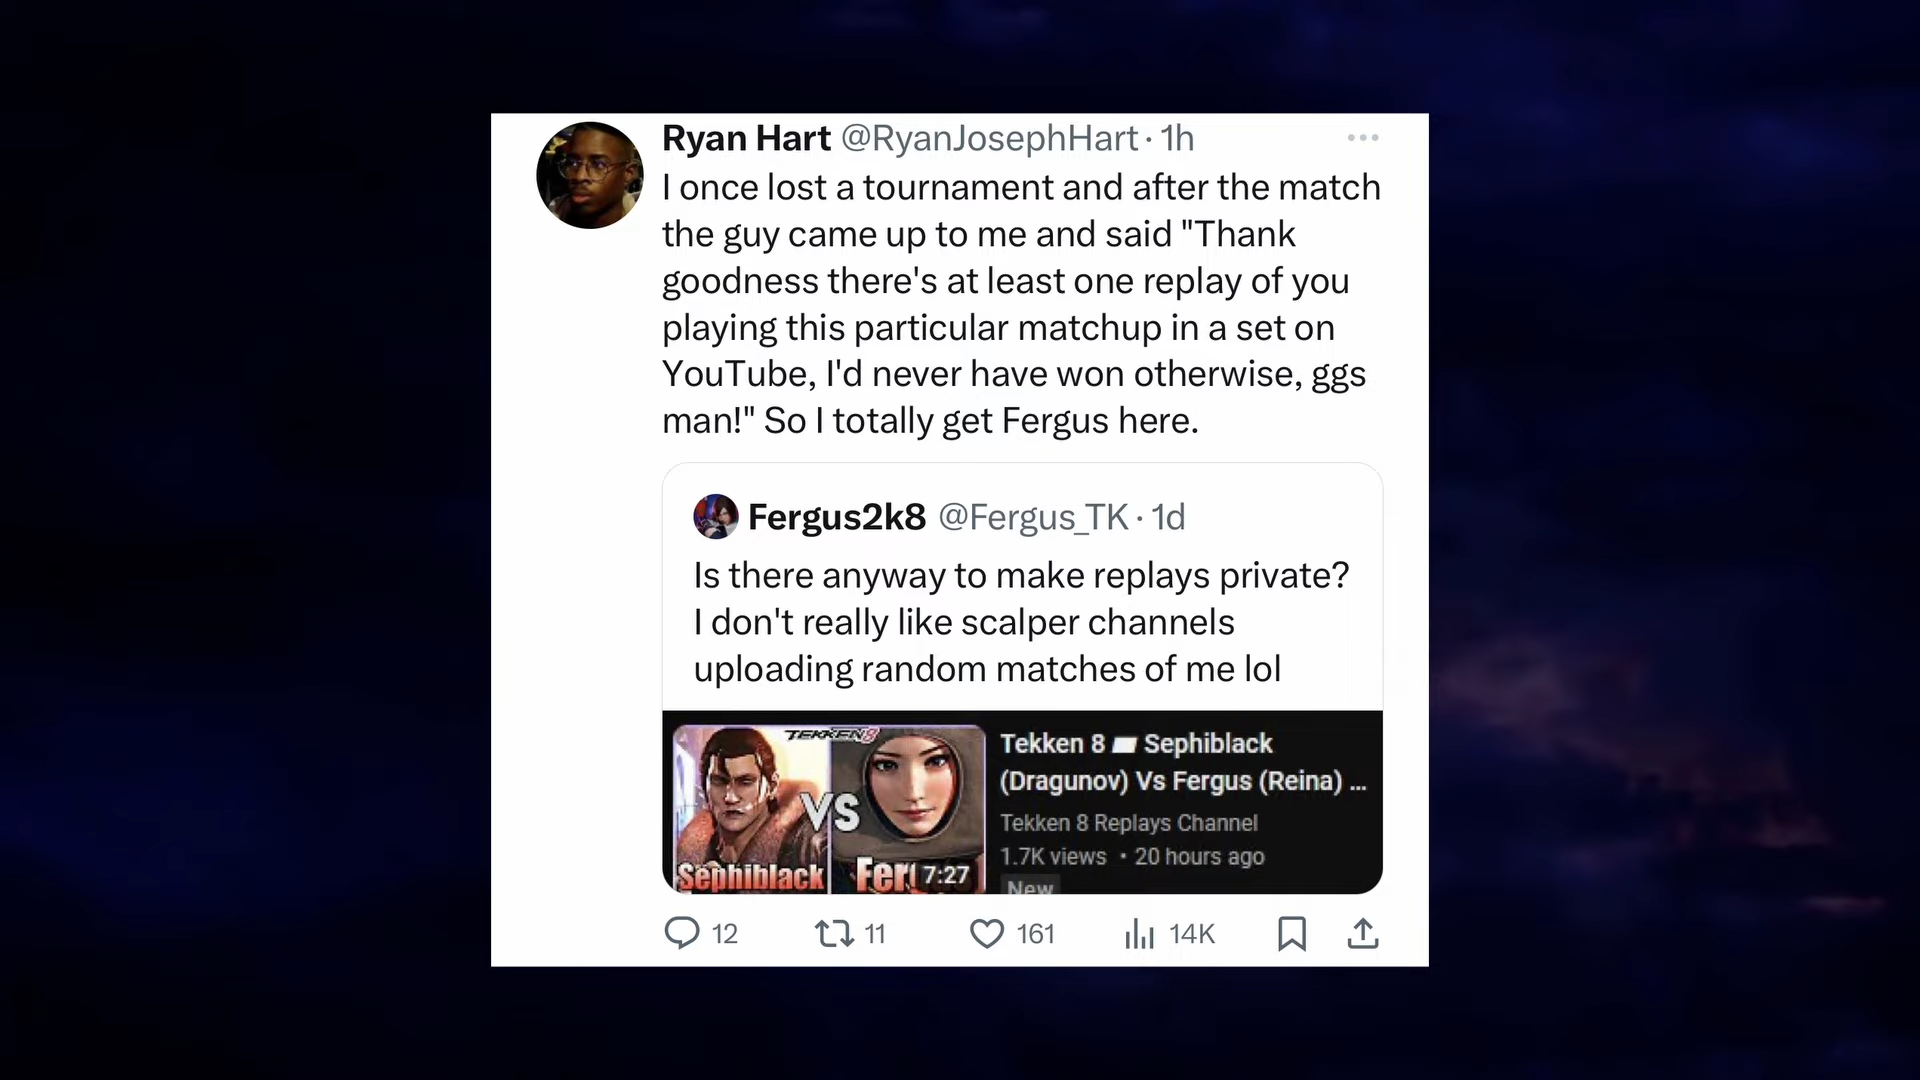 Ryan Hart @RyanJosephHart · 1h
I once lost a tournament and after the match
the guy came up to me and said "Thank
goodness there's at least one replay of you
playing this particular matchup in a set on
YouTube, I'd never have won otherwise, ggs
man!" So I totally get Fergus here.
Fergus2k8 @Fergus_TK · 1d
Is there anyway to make replays private?
I don't really like scalper channels
uploading random matches of me lol
TEKKEN 8
VS
Sephiblack
Fer
7:27
Tekken 8 ▰ Sephiblack
(Dragunov) Vs Fergus (Reina) ...
Tekken 8 Replays Channel
1.7K views • 20 hours ago
New
12 11 161 14K